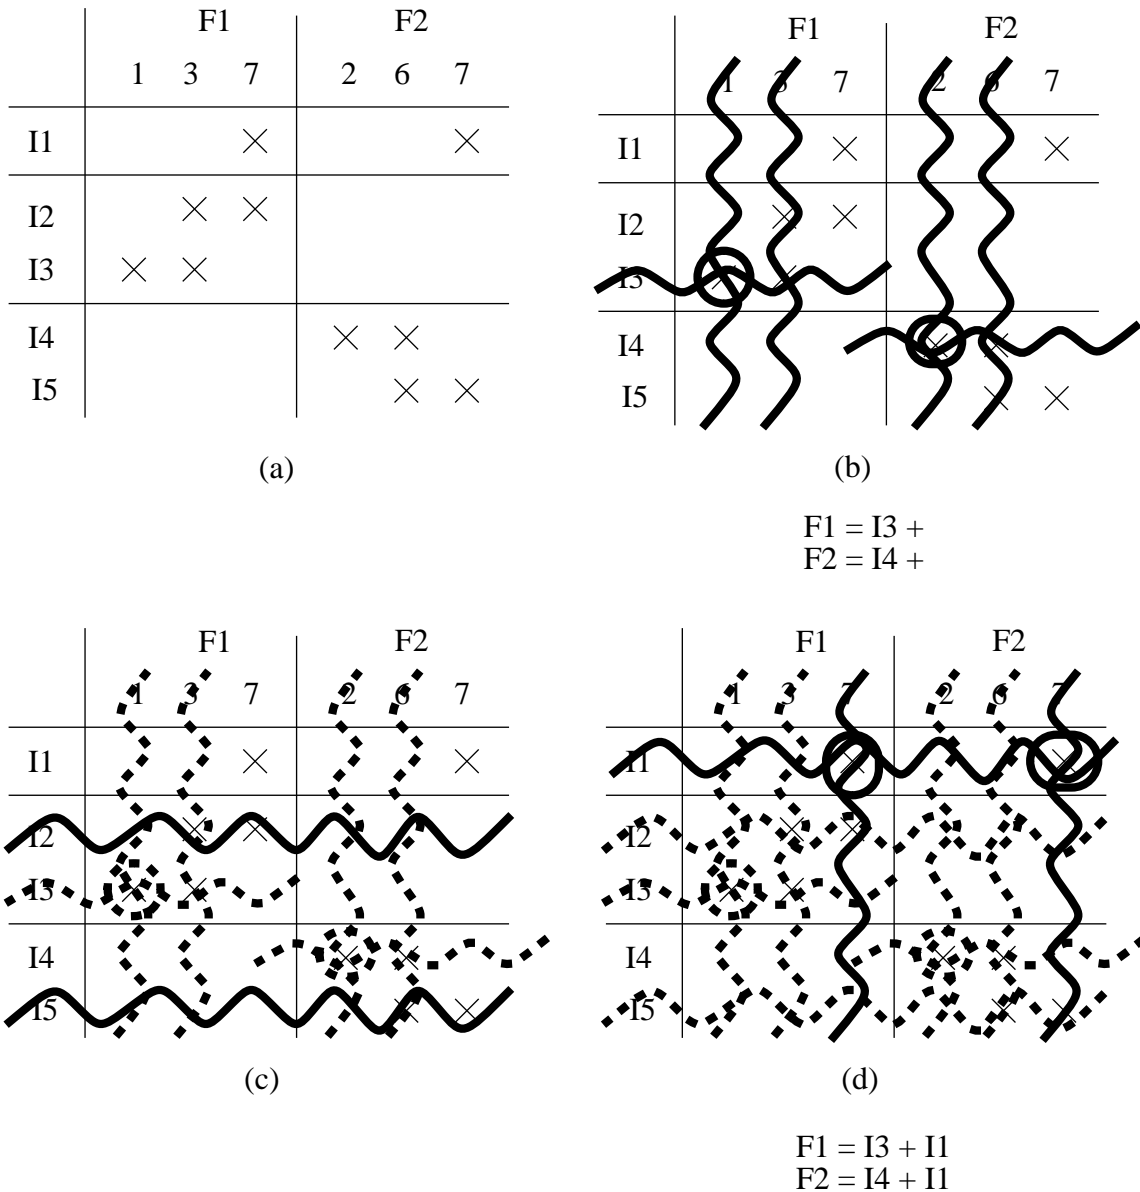 F1 F2
1 3 7 2 6 7
I1
I2
I3
I4
I5
(a)
F1 F2
1 3 7 2 6 7
I1
I2
I3
I4
I5
(b)
F1 = I3 +
F2 = I4 +
F1 F2
1 3 7 2 6 7
I1
I2
I3
I4
I5
(c)
F1 F2
1 3 7 2 6 7
I1
I2
I3
I4
I5
(d)
F1 = I3 + I1
F2 = I4 + I1